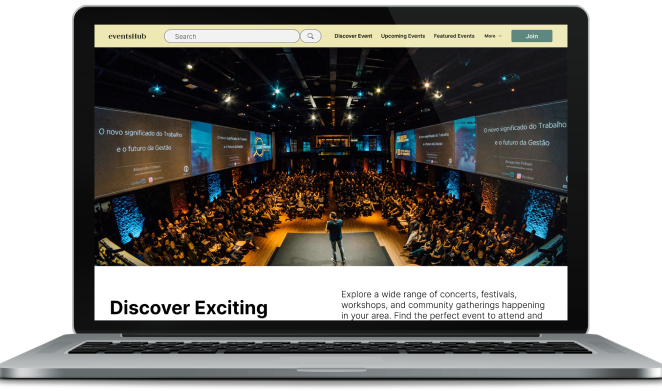 eventsHub
Search
Discover Event
Upcoming Events
Featured Events
More
Join
O novo significado do Trabalho
e o futuro da Gestão
O novo significado do Trabalho
e o futuro da Gestão
Discover Exciting
Explore a wide range of concerts, festivals,
workshops, and community gatherings happening
in your area. Find the perfect event to attend and